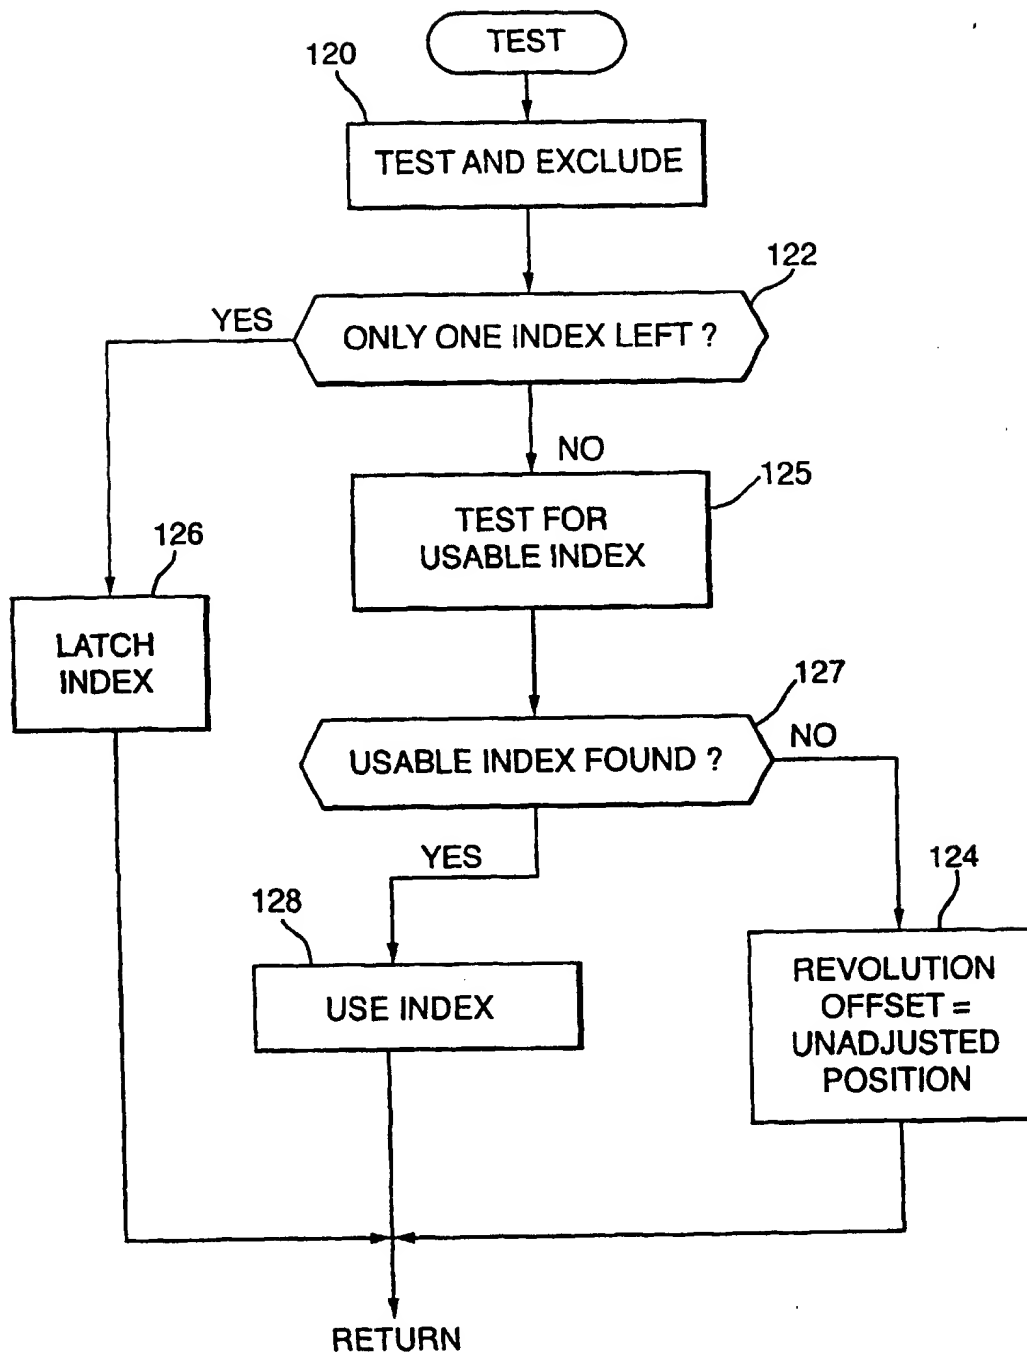 TEST
120
TEST AND EXCLUDE
122
YES
ONLY ONE INDEX LEFT ?
NO
125
TEST FOR
USABLE INDEX
126
LATCH
INDEX
127
USABLE INDEX FOUND ?
NO
YES
124
128
USE INDEX
REVOLUTION
OFFSET =
UNADJUSTED
POSITION
RETURN